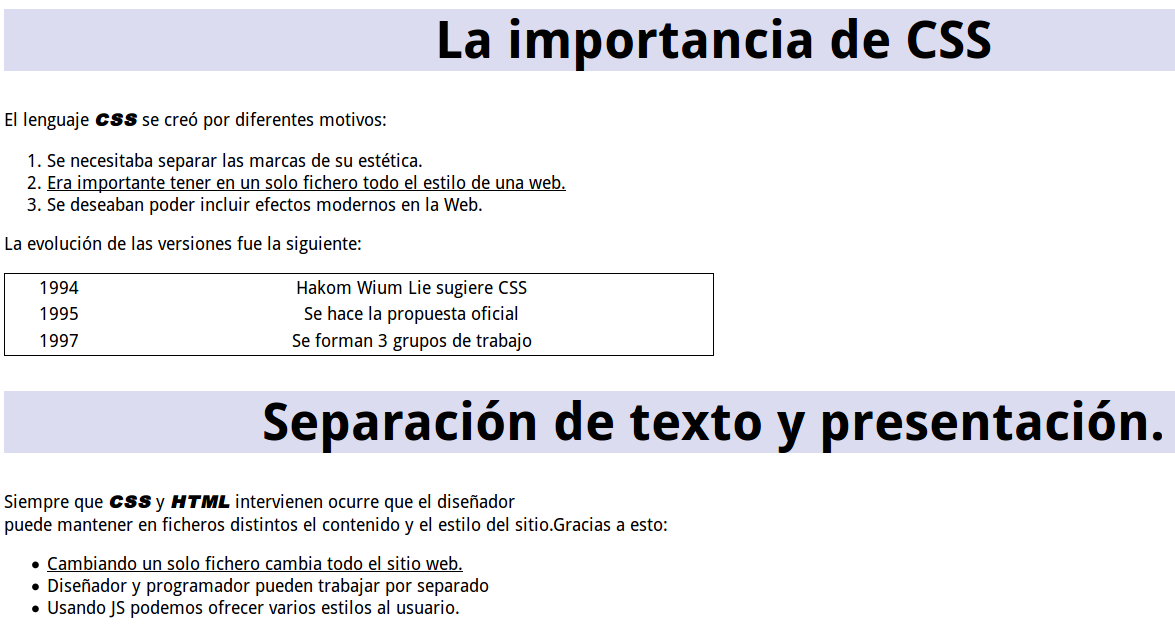 La importancia de CSS
El lenguaje CSS se creó por diferentes motivos:
1. Se necesitaba separar las marcas de su estética.
2. Era importante tener en un solo fichero todo el estilo de una web.
3. Se deseaban poder incluir efectos modernos en la Web.
La evolución de las versiones fue la siguiente:
1994 Hakom Wium Lie sugiere CSS
1995 Se hace la propuesta oficial
1997 Se forman 3 grupos de trabajo
Separación de texto y presentación.
Siempre que CSS y HTML intervienen ocurre que el diseñador
puede mantener en ficheros distintos el contenido y el estilo del sitio.Gracias a esto:
• Cambiando un solo fichero cambia todo el sitio web.
• Diseñador y programador pueden trabajar por separado
• Usando JS podemos ofrecer varios estilos al usuario.